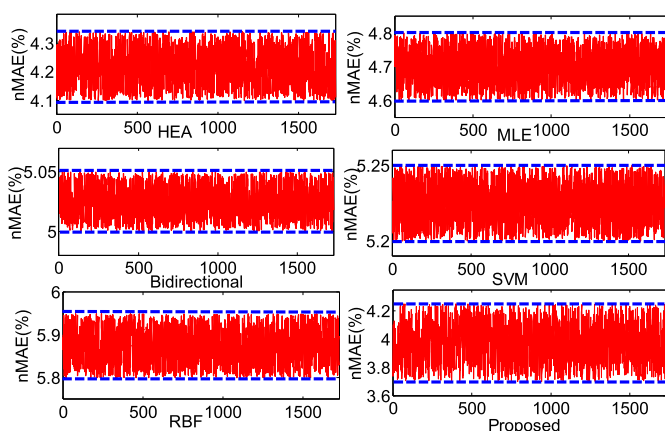 nMAE(%)
4.3
4.2
4.1
0 500 1000 1500
HEA
nMAE(%)
4.8
4.7
4.6
0 500 1000 1500
MLE
nMAE(%)
5.05
5
0 500 1000 1500
Bidirectional
nMAE(%)
5.25
5.2
0 500 1000 1500
SVM
nMAE(%)
6
5.9
5.8
0 500 1000 1500
RBF
nMAE(%)
4.2
4
3.8
3.6
0 500 1000 1500
Proposed